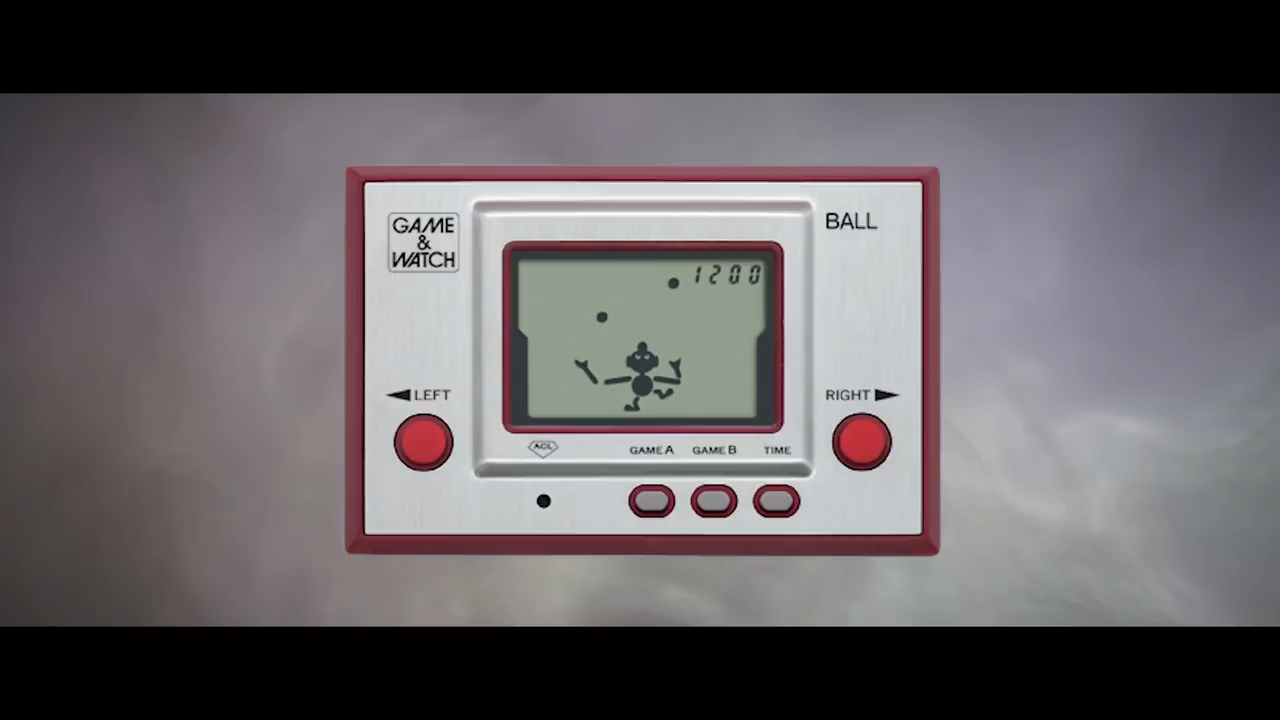 GAME
&
WATCH
BALL
1200
LEFT
RIGHT
ACL
GAME A
GAME B
TIME